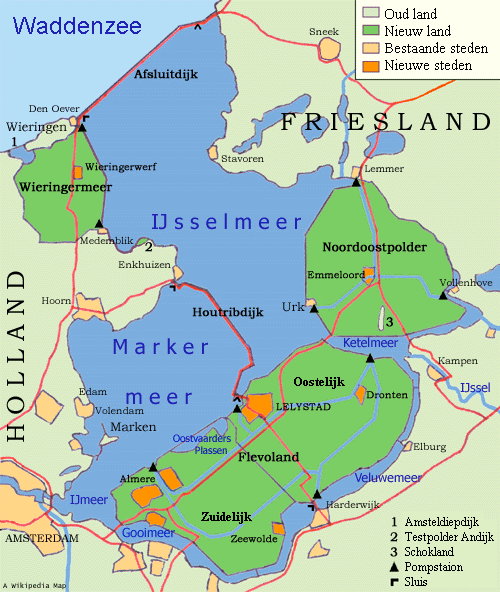 Waddenzee
Oud land
Nieuw land
Bestaande steden
Nieuwe steden
Sneek
Afsluitdijk
Den Oever
Wieringen
1
FRIESLAND
Stavoren
Lemmer
Wieringerwerf
Wieringermeer
IJsselmeer
Medemblik
2
Noordoostpolder
Enkhuizen
Emmeloord
Vollenhove
HOLLAND
Hoorn
Houtribdijk
Urk
3
Marker
meer
Ketelmeer
Kampen
IJssel
Oostelijk
Edam
Volendam
Marken
LELYSTAD
Dronten
Oostvaarders
Plassen
Flevoland
Elburg
Almere
Veluwemeer
IJmeer
Harderwijk
Zuidelijk
Gooimeer
Zeewolde
AMSTERDAM
1 Amsteldiepdijk
2 Testpolder Andijk
3 Schokland
Pompstaion
Sluis
A Wikipedia Map